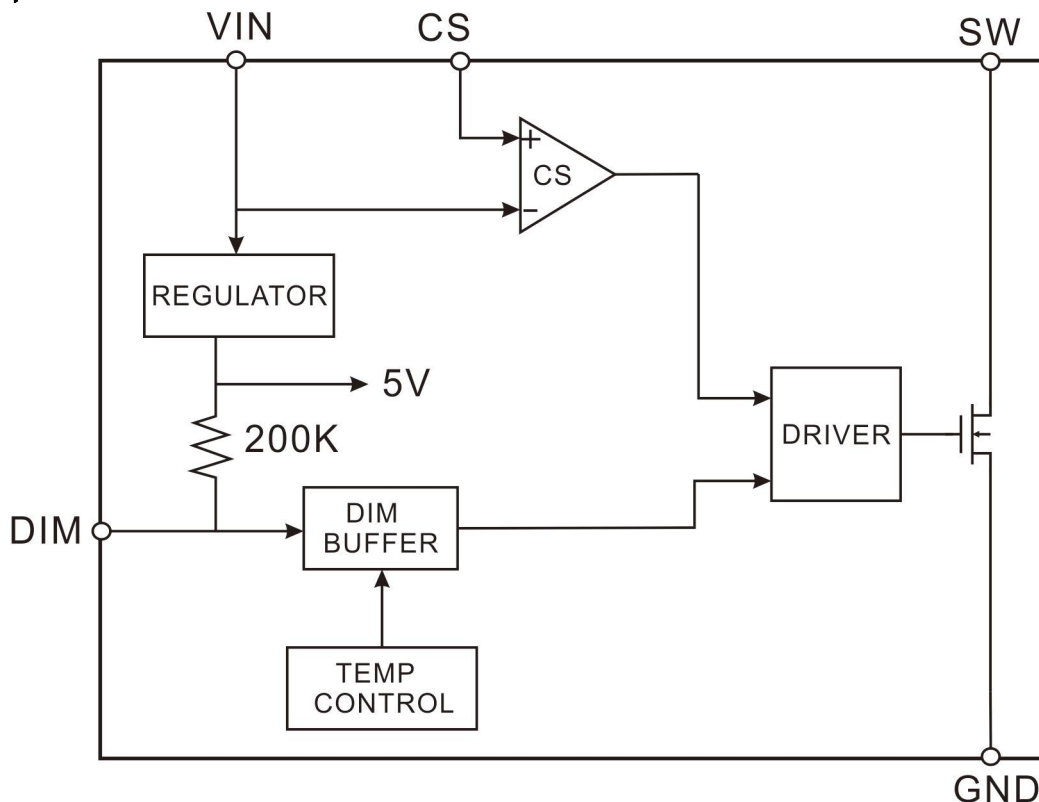 VIN
CS
SW
+
CS
−
REGULATOR
5V
200K
DRIVER
DIM
DIM
BUFFER
TEMP
CONTROL
GND